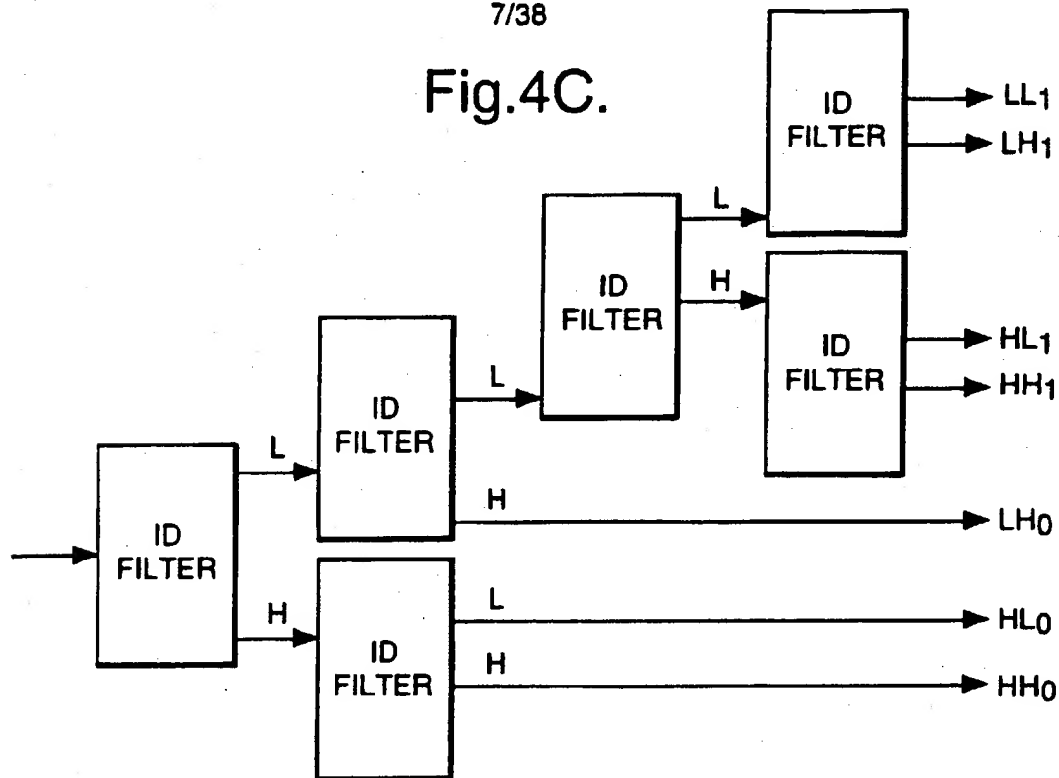 7/38
Fig.4C.
ID
FILTER
LL1
LH1
L
H
ID
FILTER
ID
FILTER
HL1
HH1
L
ID
FILTER
L
H
LH0
ID
FILTER
H
L
HL0
ID
FILTER
H
HH0